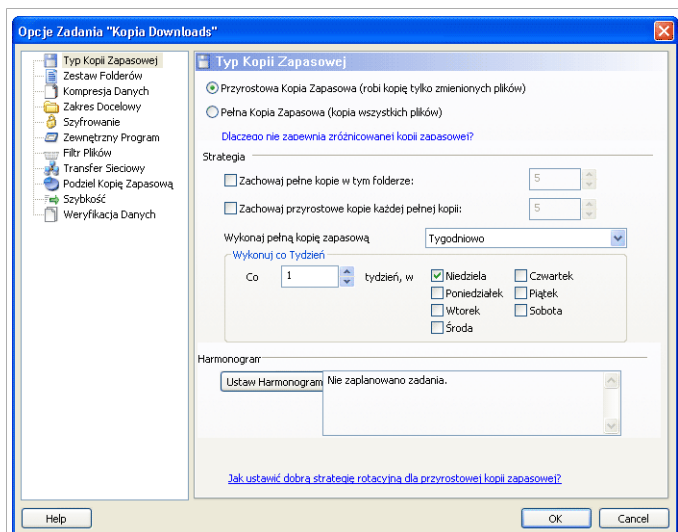 Opcje Zadania "Kopia Downloads"
Typ Kopii Zapasowej
Zestaw Folderów
Kompresja Danych
Zakres Docelowy
Szyfrowanie
Zewnętrzny Program
Filtr Plików
Transfer Sieciowy
Podziel Kopię Zapasową
Szybkość
Weryfikacja Danych
Typ Kopii Zapasowej
Przyrostowa Kopia Zapasowa (robi kopię tylko zmienionych plików)
Pełna Kopia Zapasowa (kopia wszystkich plików)
Dlaczego nie zapewnia zróżnicowanej kopii zapasowej?
Strategia
Zachowaj pełne kopie w tym folderze: 5
Zachowaj przyrostowe kopie każdej pełnej kopii: 5
Wykonaj pełną kopię zapasową Tygodniowo
Wykonuj co Tydzień
Co 1 tydzień, w
Niedziela Czwartek
Poniedziałek Piątek
Wtorek Sobota
Środa
Harmonogram
Ustaw Harmonogram Nie zaplanowano zadania.
Jak ustawić dobrą strategię rotacyjną dla przyrostowej kopii zapasowej?
Help OK Cancel